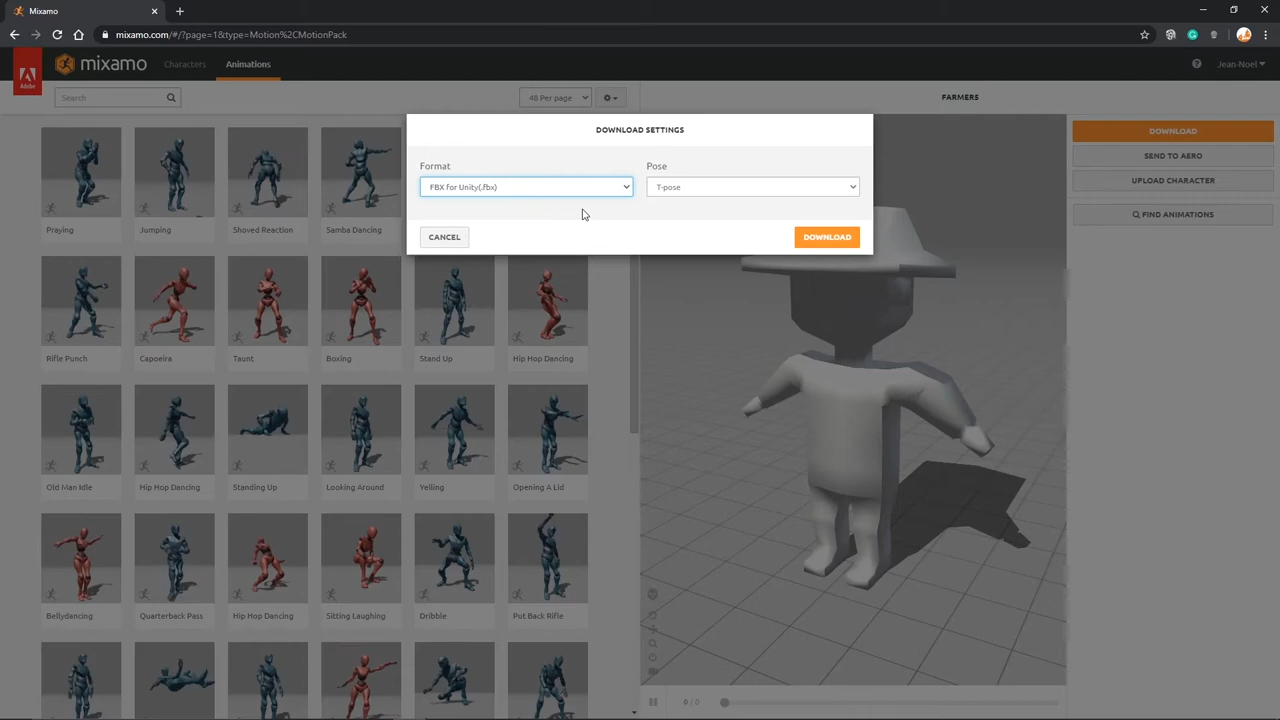 Mixamo
mixamo.com/#/?page=1&type=Motion%2CMotionPack
Adobe
mixamo
Characters
Animations
Jean-Noel
Search
48 Per page
FARMERS
DOWNLOAD SETTINGS
Format
Pose
FBX for Unity(.fbx)
T-pose
CANCEL
DOWNLOAD
DOWNLOAD
SEND TO AERO
UPLOAD CHARACTER
FIND ANIMATIONS
Praying
Jumping
Shoved Reaction
Samba Dancing
Rifle Punch
Capoeira
Taunt
Boxing
Stand Up
Hip Hop Dancing
Old Man Idle
Hip Hop Dancing
Standing Up
Looking Around
Yelling
Opening A Lid
Bellydancing
Quarterback Pass
Hip Hop Dancing
Sitting Laughing
Dribble
Put Back Rifle
0 / 0